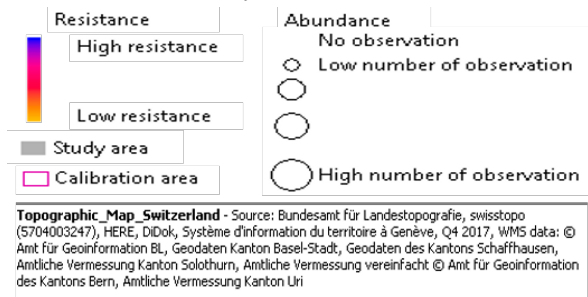 Resistance
High resistance
Low resistance
Study area
Calibration area
Abundance
No observation
Low number of observation
High number of observation
Topographic_Map_Switzerland - Source: Bundesamt für Landestopografie, swisstopo
(5704003247), HERE, DiDok, Système d'information du territoire à Genève, Q4 2017, WMS data: ©
Amt für Geoinformation BL, Geodaten Kanton Basel-Stadt, Geodaten des Kantons Schaffhausen,
Amtliche Vermessung Kanton Solothurn, Amtliche Vermessung vereinfacht © Amt für Geoinformation
des Kantons Bern, Amtliche Vermessung Kanton Uri